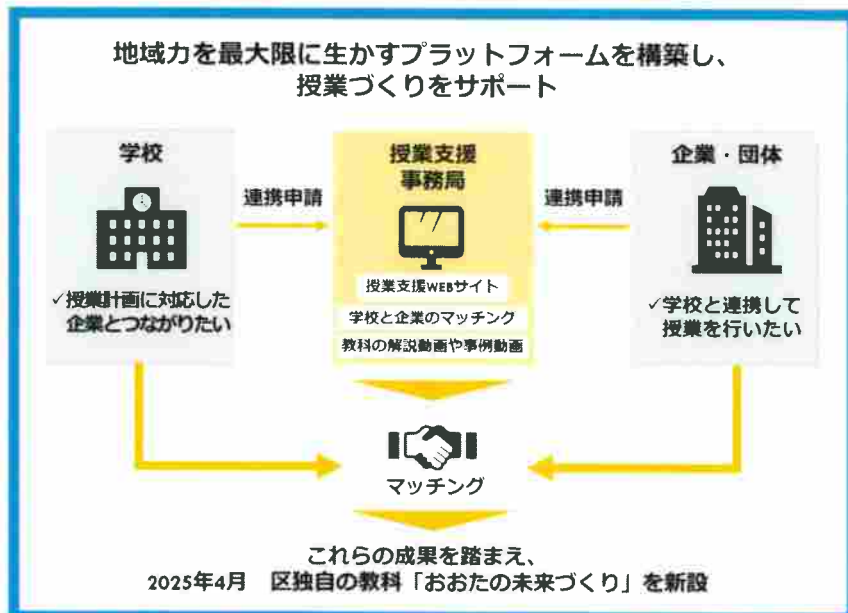 地域力を最大限に生かすプラットフォームを構築し、
授業づくりをサポート
学校
連携申請
✓授業計画に対応した
企業とつながりたい
授業支援
事務局
授業支援WEBサイト
学校と企業のマッチング
教科の解説動画や事例動画
企業・団体
連携申請
✓学校と連携して
授業を行いたい
マッチング
これらの成果を踏まえ、
2025年4月 区独自の教科「おおたの未来づくり」を新設